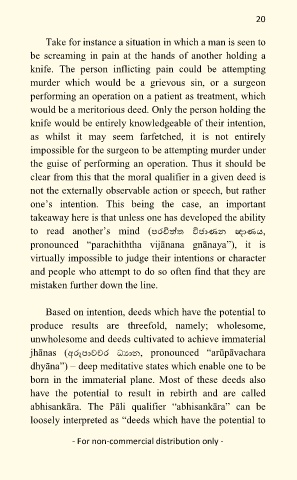 20
Take for instance a situation in which a man is seen to
be screaming in pain at the hands of another holding a
knife. The person inflicting pain could be attempting
murder which would be a grievous sin, or a surgeon
performing an operation on a patient as treatment, which
would be a meritorious deed. Only the person holding the
knife would be entirely knowledgeable of their intention,
as whilst it may seem farfetched, it is not entirely
impossible for the surgeon to be attempting murder under
the guise of performing an operation. Thus it should be
clear from this that the moral qualifier in a given deed is
not the externally observable action or speech, but rather
one’s intention. This being the case, an important
takeaway here is that unless one has developed the ability
to read another’s mind (පරචිත්ත විජානන ඥාණය,
pronounced “parachiththa vijānana gnānaya”), it is
virtually impossible to judge their intentions or character
and people who attempt to do so often find that they are
mistaken further down the line.
Based on intention, deeds which have the potential to
produce results are threefold, namely; wholesome,
unwholesome and deeds cultivated to achieve immaterial
jhānas (අරූපාවචර ධ්‍යාන, pronounced “arūpāvachara
dhyāna”) – deep meditative states which enable one to be
born in the immaterial plane. Most of these deeds also
have the potential to result in rebirth and are called
abhisankāra. The Pāli qualifier “abhisankāra” can be
loosely interpreted as “deeds which have the potential to
- For non-commercial distribution only -